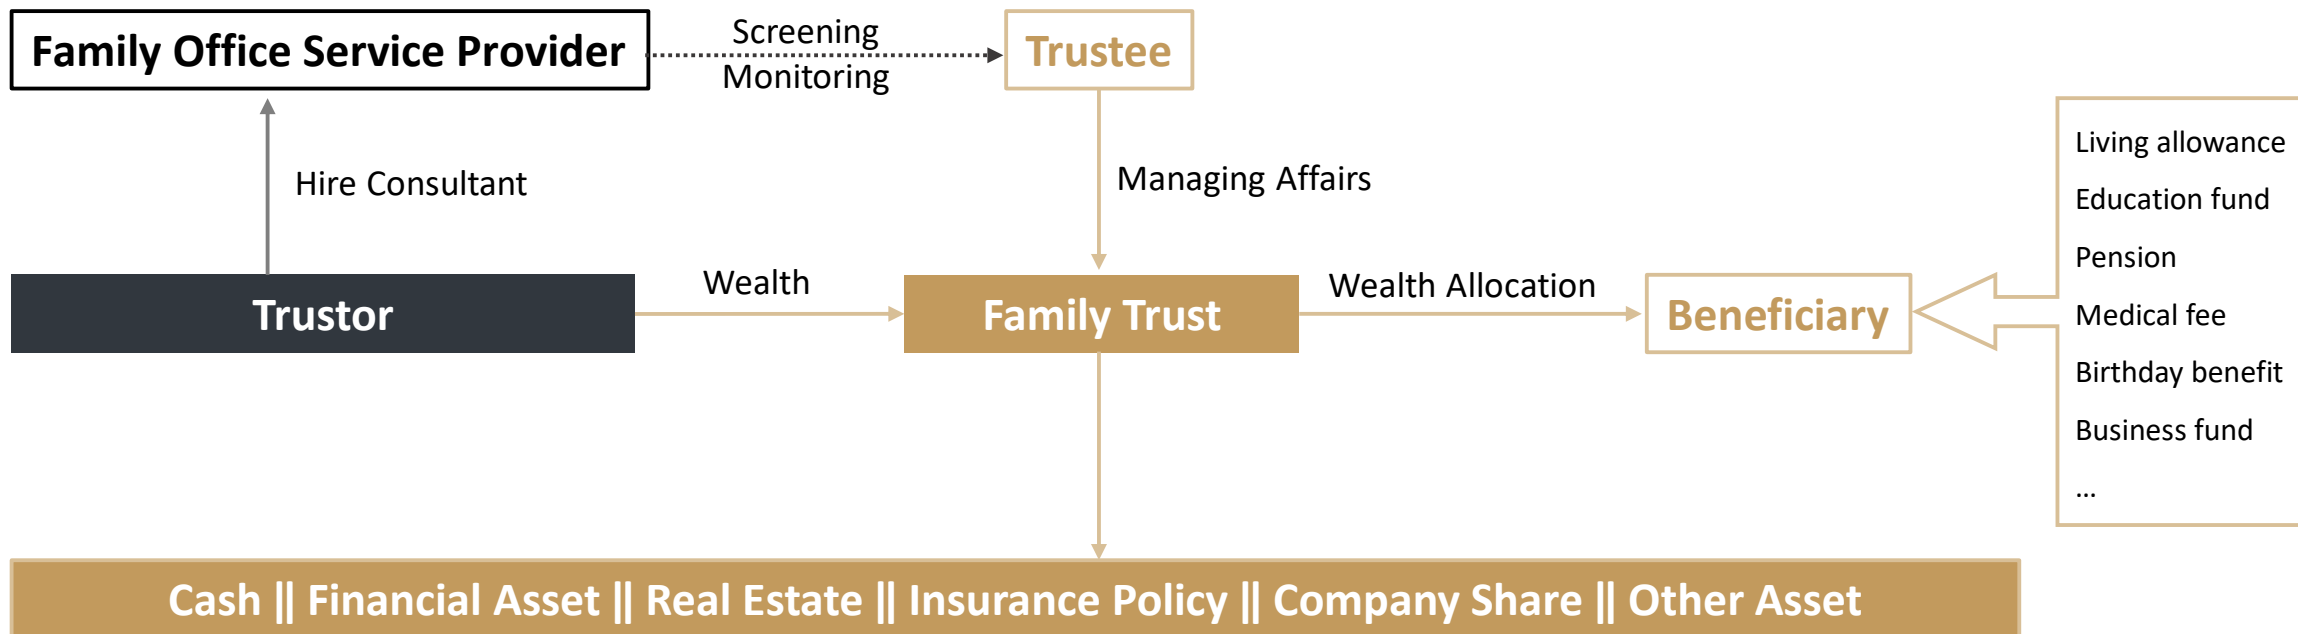 Family Office Service Provider
Screening
Monitoring
Trustee
Hire Consultant
Managing Affairs
Trustor
Wealth
Family Trust
Wealth Allocation
Beneficiary
Living allowance
Education fund
Pension
Medical fee
Birthday benefit
Business fund
...
Cash || Financial Asset || Real Estate || Insurance Policy || Company Share || Other Asset